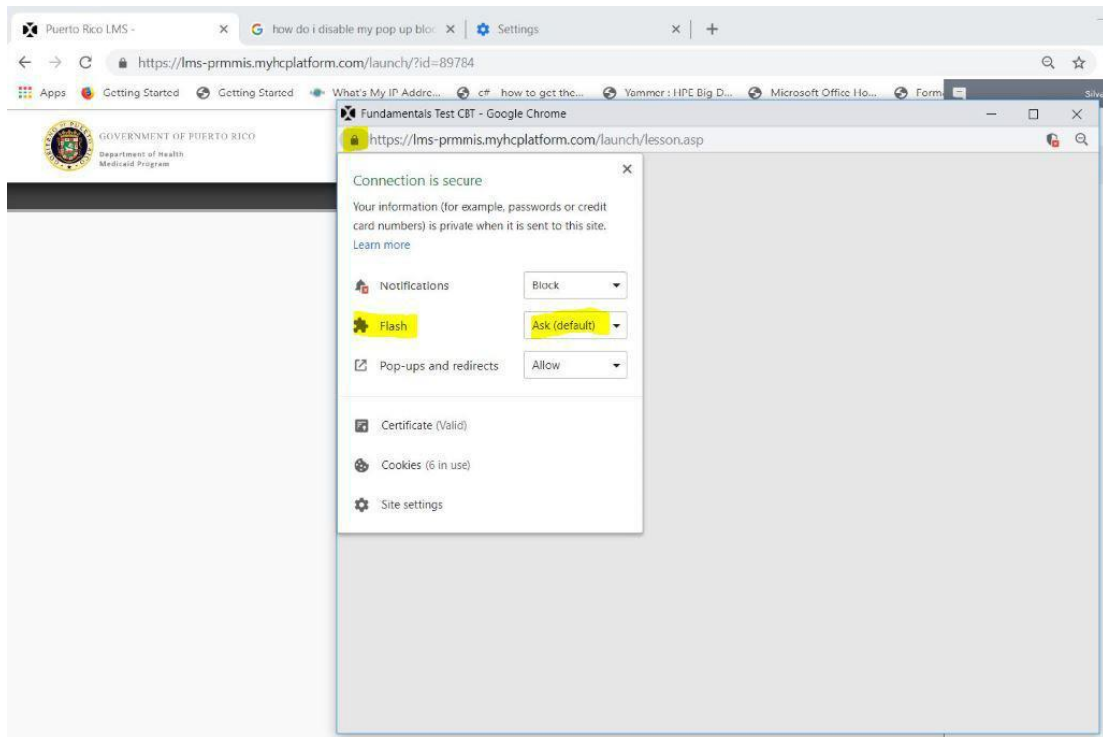 Puerto Rico LMS -
how do i disable my pop up bloc
Settings
https://lms-prmmis.myhcplatform.com/launch/?id=89784
Apps Getting Started Getting Started What's My IP Addre... c# how to get the... Yammer : HPE Big D... Microsoft Office Ho... Form
Silve
GOVERNMENT OF PUERTO RICO
Department of Health
Medicaid Program
Fundamentals Test CBT - Google Chrome
https://lms-prmmis.myhcplatform.com/launch/lesson.asp
Connection is secure
Your information (for example, passwords or credit
card numbers) is private when it is sent to this site.
Learn more
Notifications Block
Flash Ask (default)
Pop-ups and redirects Allow
Certificate (Valid)
Cookies (6 in use)
Site settings